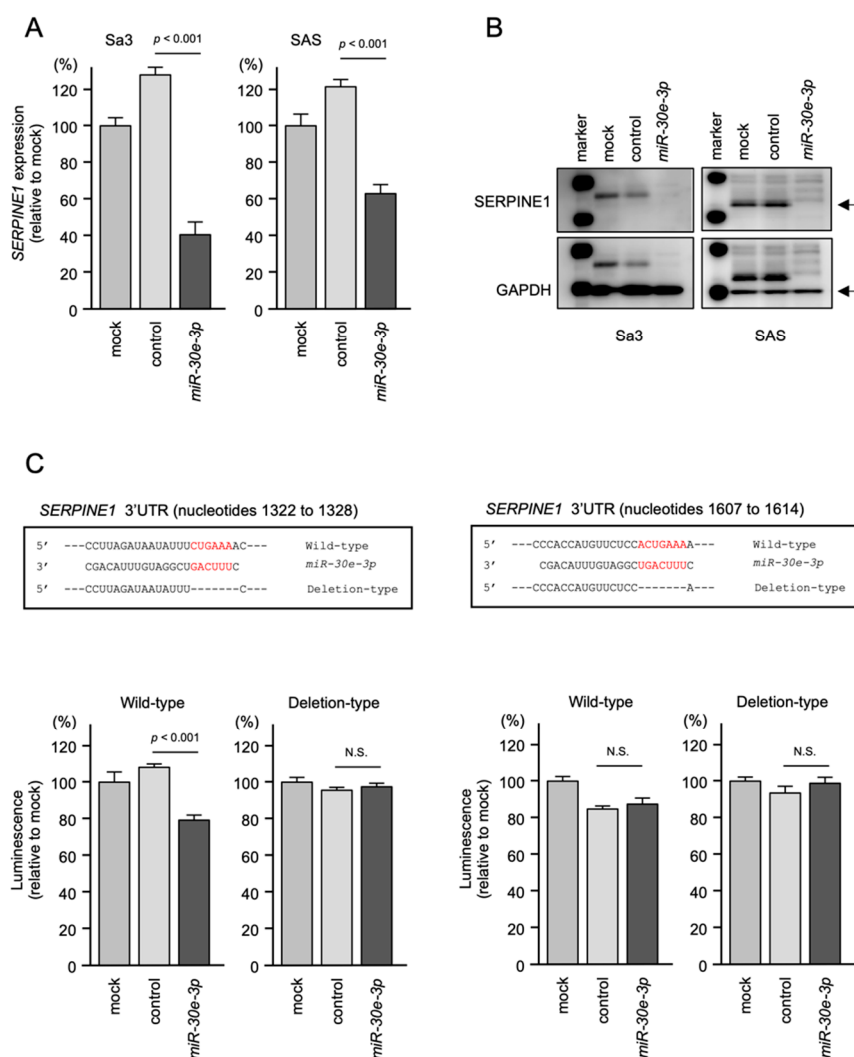 A
Sa3
SAS
(%)
p < 0.001
(%)
p < 0.001
SERPINE1 expression
(relative to mock)
120
100
80
60
40
20
0
120
100
80
60
40
20
0
mock
control
miR-30e-3p
mock
control
miR-30e-3p
B
marker
mock
control
miR-30e-3p
marker
mock
control
miR-30e-3p
SERPINE1
GAPDH
Sa3
SAS
C
SERPINE1 3’UTR (nucleotides 1322 to 1328)
5’ ---CCUUAGAUAAUAUUUCUGAAAAC--- Wild-type
3’ CGACAUUUGUAGGCUGACUUUC miR-30e-3p
5’ ---CCUUAGAUAAUAUUU-------C--- Deletion-type
SERPINE1 3’UTR (nucleotides 1607 to 1614)
5’ ---CCCACCAUGUUCUCCACUGAAAA--- Wild-type
3’ CGACAUUUGUAGGCUGACUUUC miR-30e-3p
5’ ---CCCACCAUGUUCUCC-------A--- Deletion-type
Wild-type
Deletion-type
(%)
p < 0.001
(%)
N.S.
Luminescence
(relative to mock)
120
100
80
60
40
20
0
120
100
80
60
40
20
0
mock
control
miR-30e-3p
mock
control
miR-30e-3p
Wild-type
Deletion-type
(%)
N.S.
(%)
N.S.
Luminescence
(relative to mock)
120
100
80
60
40
20
0
120
100
80
60
40
20
0
mock
control
miR-30e-3p
mock
control
miR-30e-3p